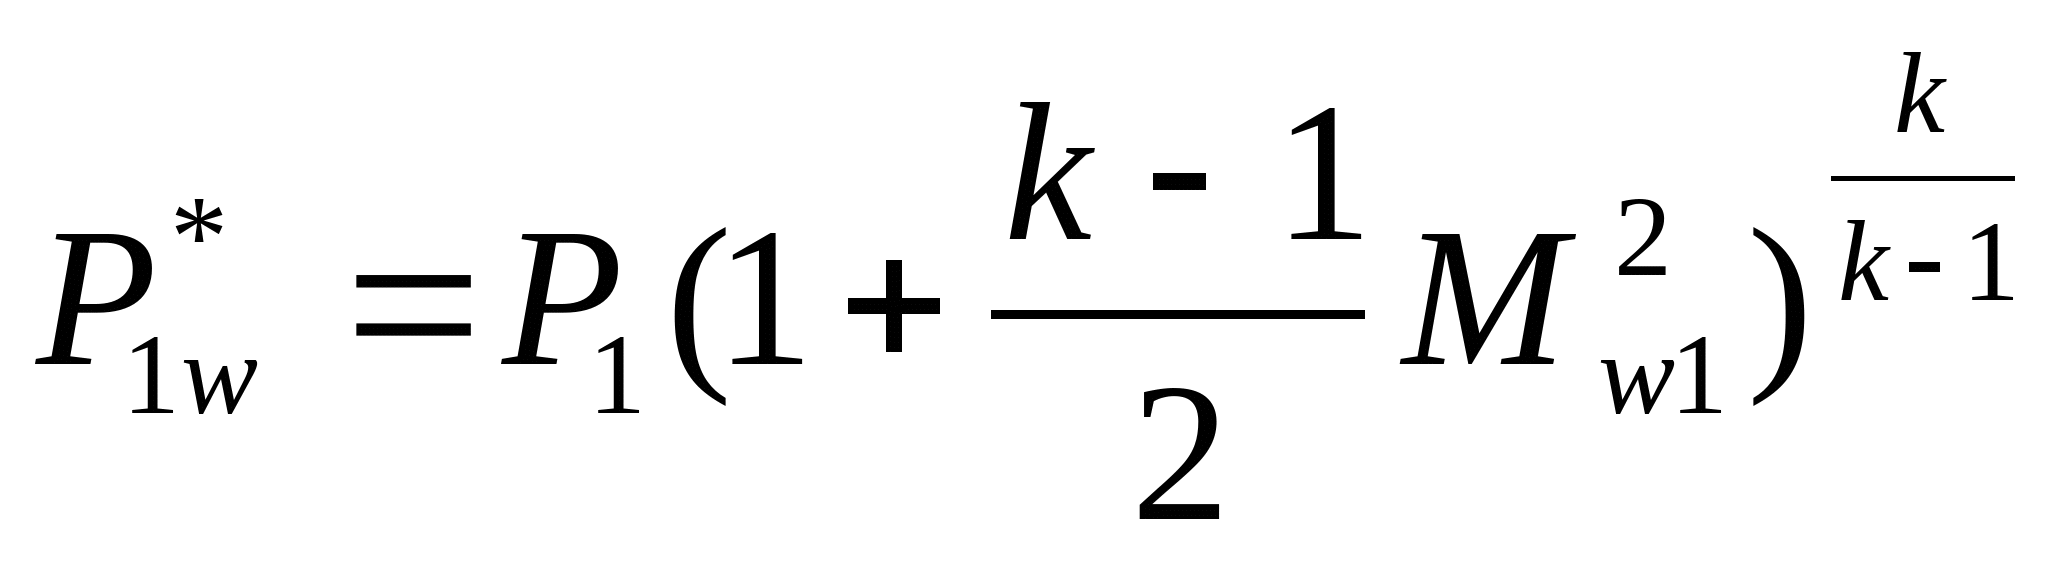 P*1w = P1(1 + k-1/2 M2w1)k/k-1